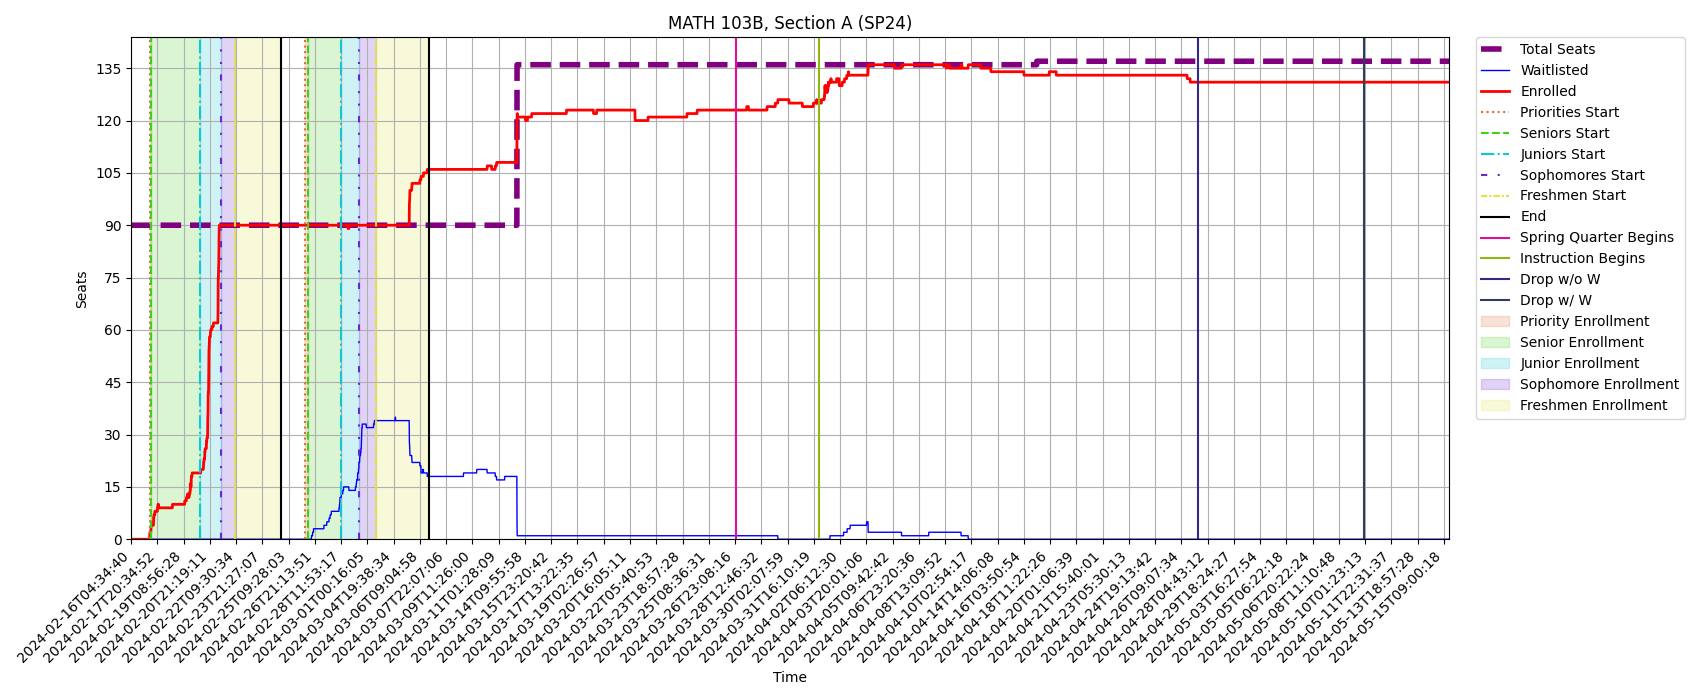 MATH 103B, Section A (SP24)
Seats
135
120
105
90
75
60
45
30
15
0
2024-02-16T04:34:40
2024-02-17T20:34:52
2024-02-19T08:56:28
2024-02-20T21:19:11
2024-02-22T09:30:34
2024-02-23T21:27:07
2024-02-25T09:28:03
2024-02-26T21:13:51
2024-02-28T11:53:17
2024-03-01T00:16:05
2024-03-04T19:38:34
2024-03-06T09:04:58
2024-03-07T22:07:06
2024-03-11T01:26:00
2024-03-11T01:28:05
2024-03-14T09:55:58
2024-03-15T23:20:42
2024-03-17T13:22:35
2024-03-19T02:26:57
2024-03-20T16:05:11
2024-03-22T05:40:53
2024-03-23T18:57:28
2024-03-25T08:36:31
2024-03-26T23:08:16
2024-03-28T12:46:32
2024-03-30T02:07:59
2024-03-31T16:10:19
2024-04-02T06:12:30
2024-04-03T20:01:06
2024-04-05T09:42:42
2024-04-06T23:20:36
2024-04-08T13:09:52
2024-04-10T02:54:17
2024-04-14T14:06:08
2024-04-16T03:50:54
2024-04-18T11:22:26
2024-04-20T01:06:39
2024-04-21T15:40:01
2024-04-23T05:30:13
2024-04-24T19:13:42
2024-04-26T09:07:34
2024-04-28T04:43:12
2024-04-29T18:24:27
2024-05-03T16:27:54
2024-05-05T06:22:18
2024-05-06T20:22:24
2024-05-08T11:10:48
2024-05-10T01:23:13
2024-05-11T22:31:37
2024-05-13T18:57:28
2024-05-15T09:00:18
Time
Total Seats
Waitlisted
Enrolled
Priorities Start
Seniors Start
Juniors Start
Sophomores Start
Freshmen Start
End
Spring Quarter Begins
Instruction Begins
Drop w/o W
Drop w/ W
Priority Enrollment
Senior Enrollment
Junior Enrollment
Sophomore Enrollment
Freshmen Enrollment